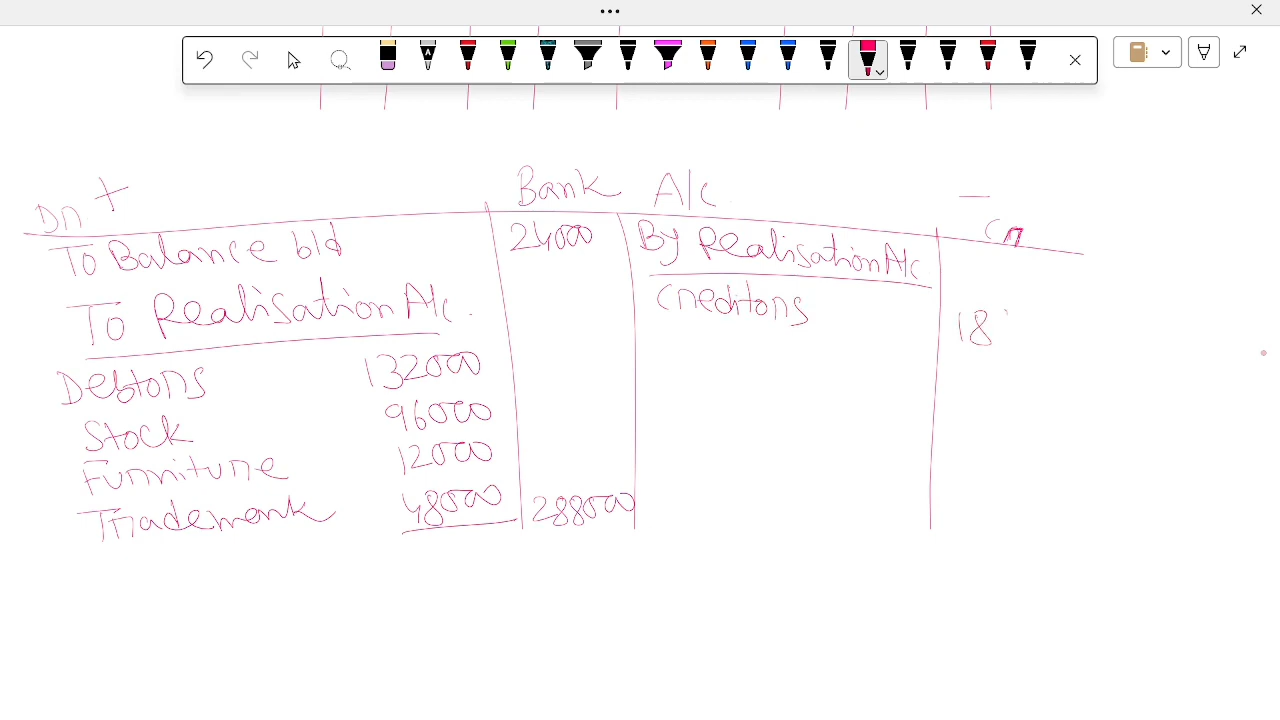 Bank A/c
Dr +
—
Cr
To Balance b/d 24000
By Realisation A/c
To Realisation A/c.
Creditors 18
Debtors 132000
Stock 96000
Furniture 12000
Trademark 48000 288000